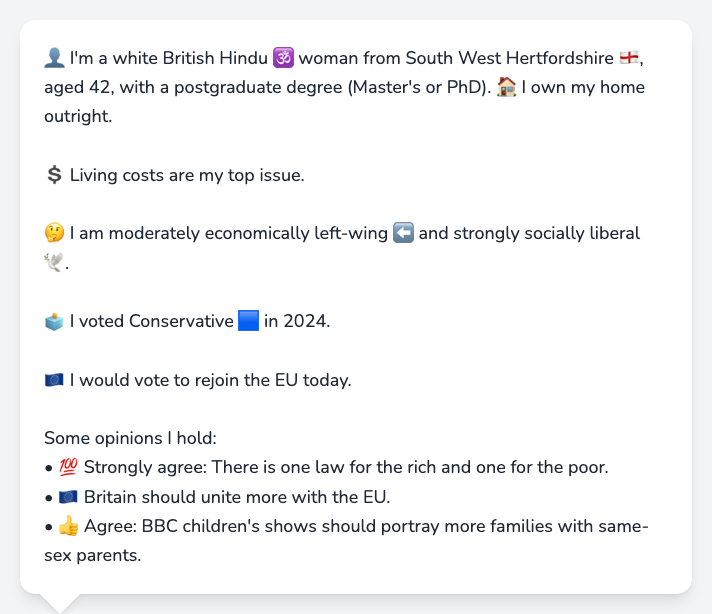 👤 I'm a white British Hindu 🕉️ woman from South West Hertfordshire 🏴󠁧󠁢󠁥󠁮󠁧󠁿,
aged 42, with a postgraduate degree (Master's or PhD). 🏠 I own my home
outright.
💲 Living costs are my top issue.
🤔 I am moderately economically left-wing ⬅️ and strongly socially liberal
🕊️.
🗳️ I voted Conservative 🟦 in 2024.
🇪🇺 I would vote to rejoin the EU today.
Some opinions I hold:
• 💯 Strongly agree: There is one law for the rich and one for the poor.
• 🇪🇺 Britain should unite more with the EU.
• 👍 Agree: BBC children's shows should portray more families with same-
sex parents.